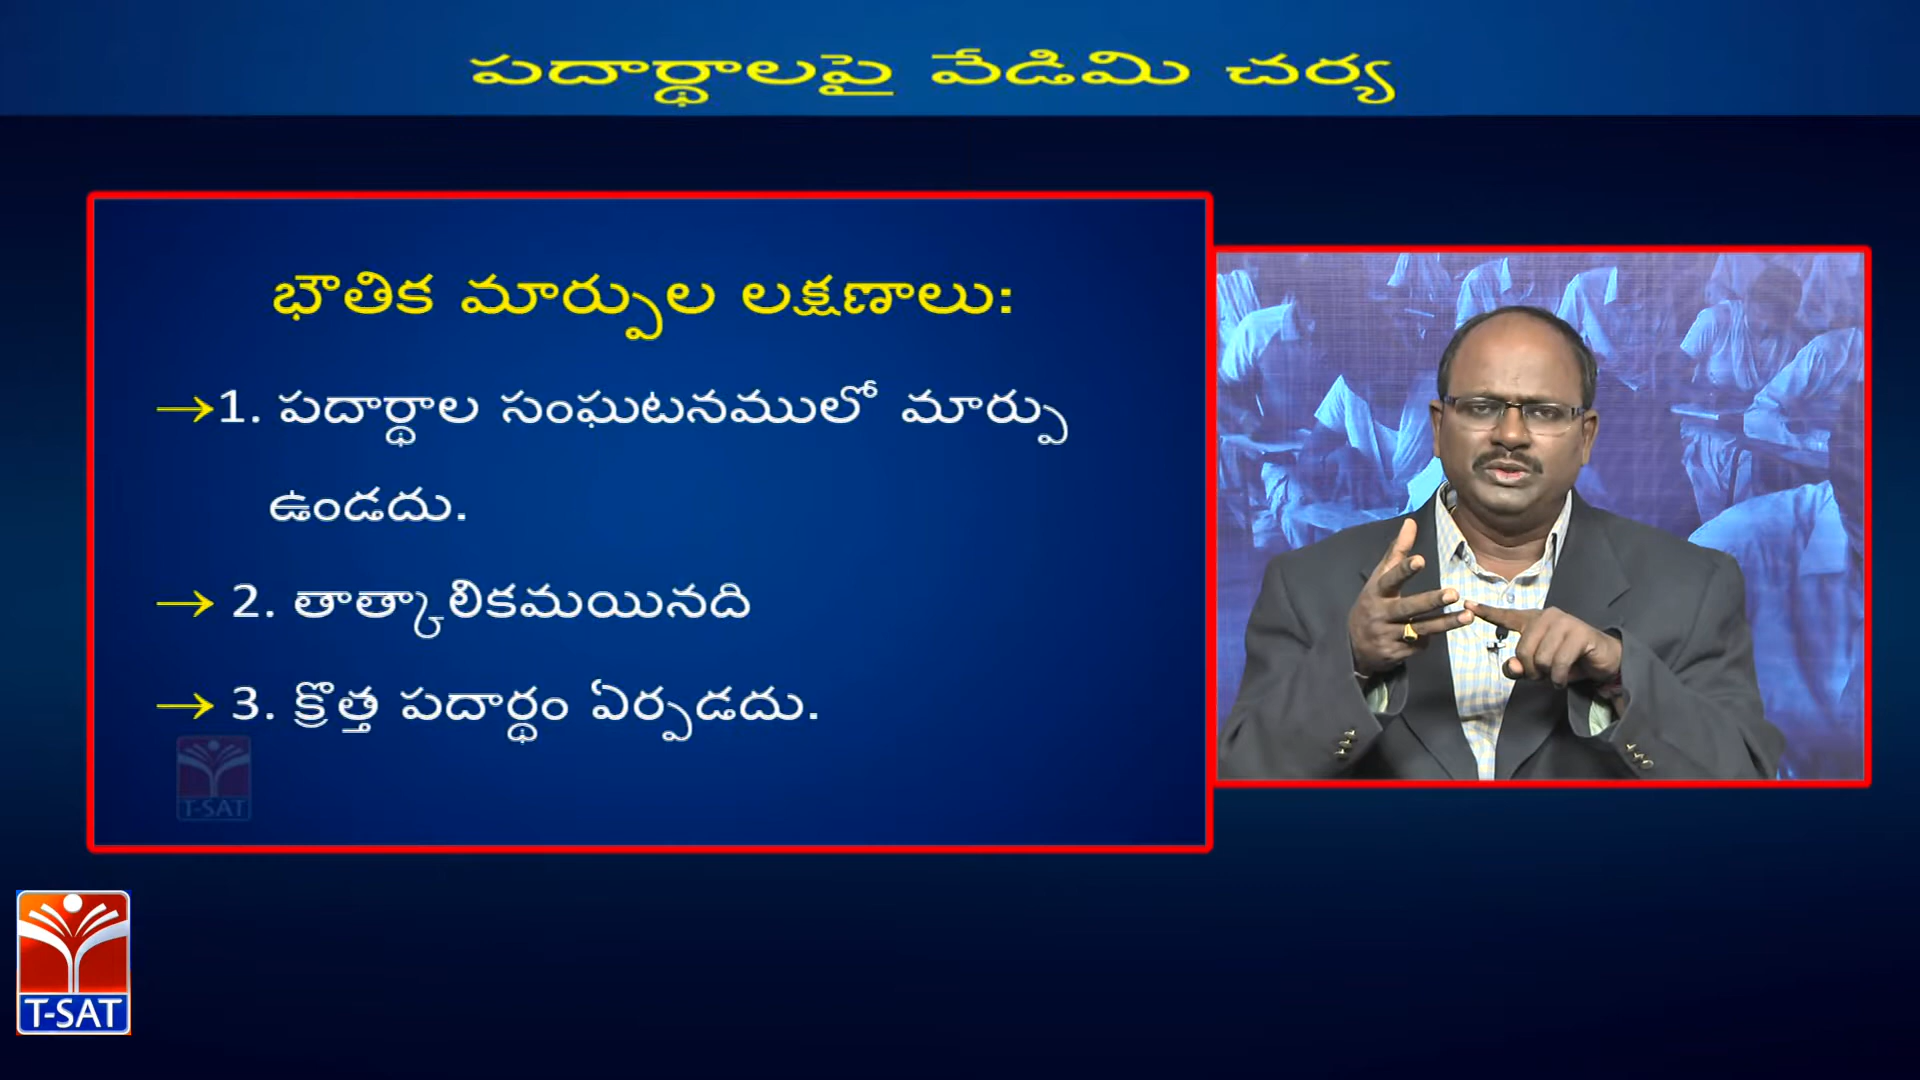 పదార్థాలపై వేడిమి చర్య
భౌతిక మార్పుల లక్షణాలు:
→1. పదార్థాల సంఘటనములో మార్పు
ఉండదు.
→ 2. తాత్కాలికమయినది
→ 3. క్రొత్త పదార్థం ఏర్పడదు.
T-SAT
T-SAT